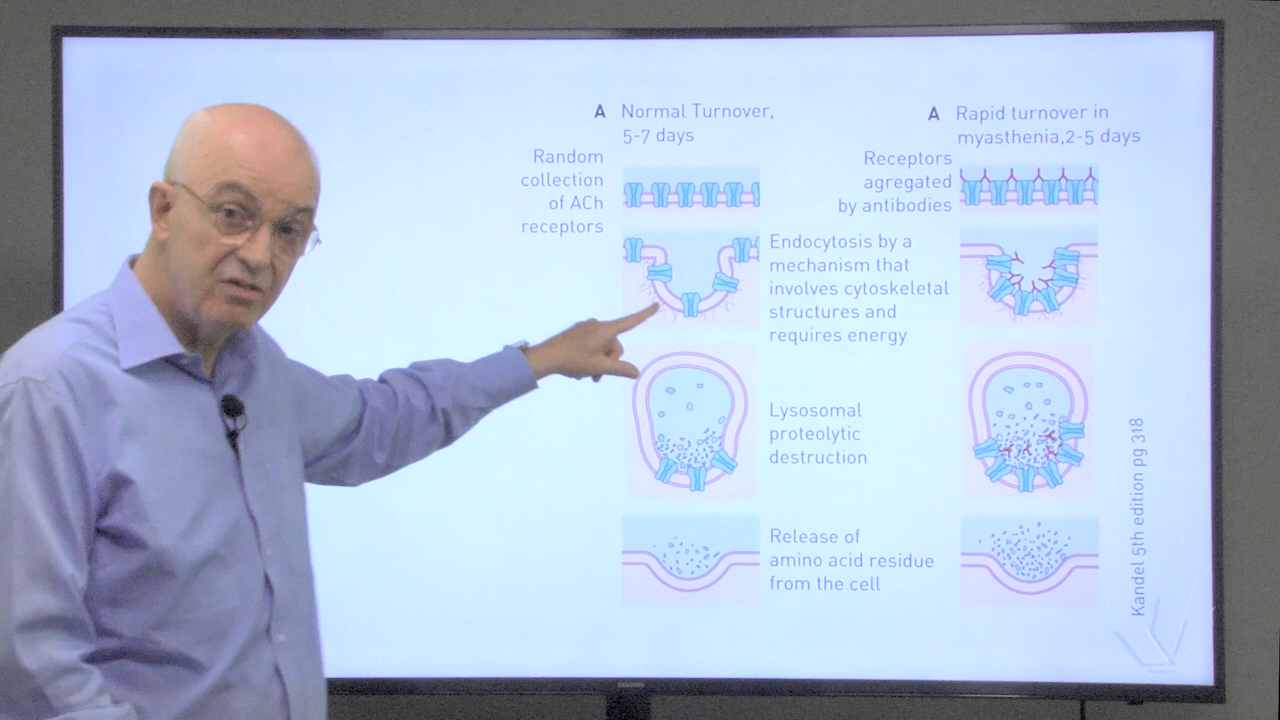 A Normal Turnover,
5-7 days
Random
collection
of ACh
receptors
Endocytosis by a
mechanism that
involves cytoskeletal
structures and
requires energy
Lysosomal
proteolytic
destruction
Release of
amino acid residue
from the cell
A Rapid turnover in
myasthenia,2-5 days
Receptors
agregated
by antibodies
Kandel 5th edition pg 318
SAMSUNG